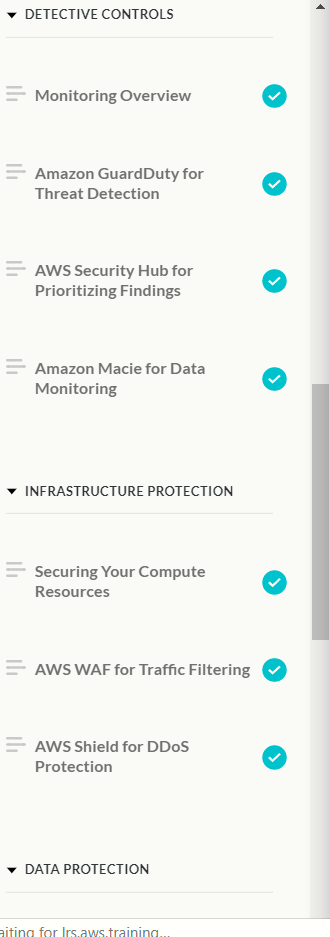 DETECTIVE CONTROLS
Monitoring Overview
Amazon GuardDuty for
Threat Detection
AWS Security Hub for
Prioritizing Findings
Amazon Macie for Data
Monitoring
INFRASTRUCTURE PROTECTION
Securing Your Compute
Resources
AWS WAF for Traffic Filtering
AWS Shield for DDoS
Protection
DATA PROTECTION
aiting for lrs.aws.training...